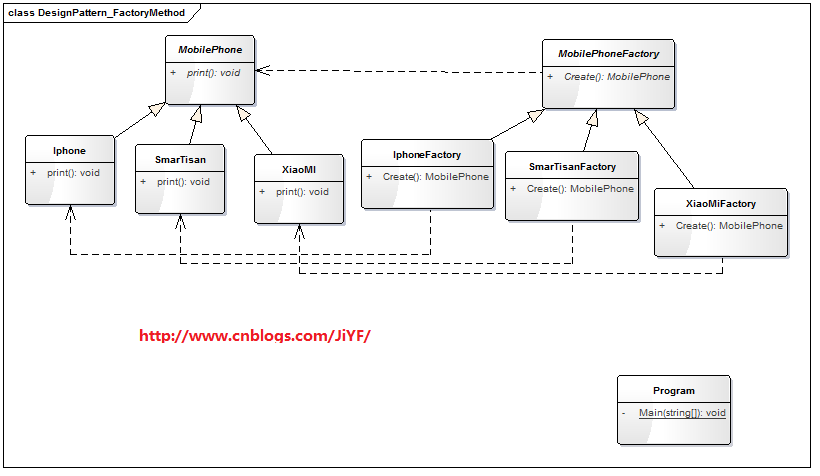 class DesignPattern_FactoryMethod
MobilePhone
+ print(): void
MobilePhoneFactory
+ Create(): MobilePhone
Iphone
+ print(): void
SmarTisan
+ print(): void
XiaoMI
+ print(): void
IphoneFactory
+ Create(): MobilePhone
SmarTisanFactory
+ Create(): MobilePhone
XiaoMiFactory
+ Create(): MobilePhone
http://www.cnblogs.com/JiYF/
Program
- Main(string[]): void